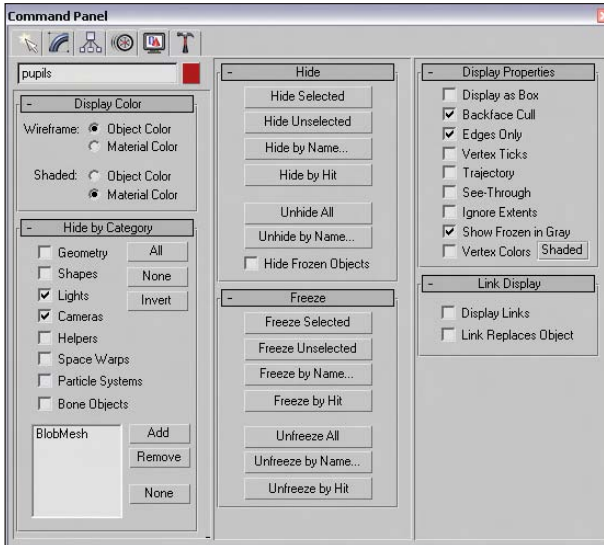 Command Panel
pupils
Display Color
Wireframe: Object Color
Material Color
Shaded: Object Color
Material Color
Hide by Category
Geometry
All
Shapes
None
Lights
Invert
Cameras
Helpers
Space Warps
Particle Systems
Bone Objects
BlobMesh
Add
Remove
None
Hide
Hide Selected
Hide Unselected
Hide by Name...
Hide by Hit
Unhide All
Unhide by Name...
Hide Frozen Objects
Freeze
Freeze Selected
Freeze Unselected
Freeze by Name...
Freeze by Hit
Unfreeze All
Unfreeze by Name...
Unfreeze by Hit
Display Properties
Display as Box
Backface Cull
Edges Only
Vertex Ticks
Trajectory
See-Through
Ignore Extents
Show Frozen in Gray
Vertex Colors Shaded
Link Display
Display Links
Link Replaces Object